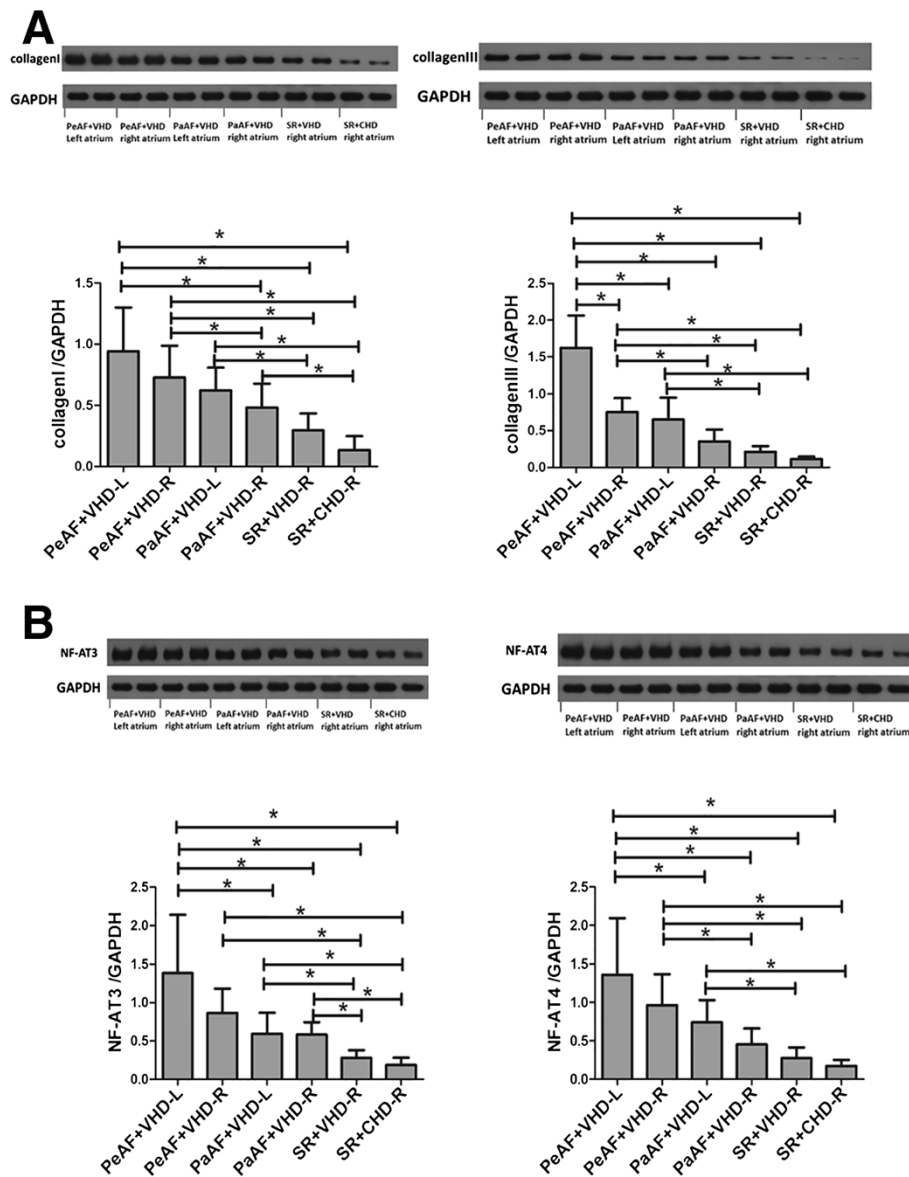 A
collagenI
GAPDH
PeAF+VHD PeAF+VHD PaAF+VHD PaAF+VHD SR+VHD SR+CHD
Left atrium right atrium Left atrium right atrium right atrium right atrium
collagenIII
GAPDH
PeAF+VHD PeAF+VHD PaAF+VHD PaAF+VHD SR+VHD SR+CHD
Left atrium right atrium Left atrium right atrium right atrium right atrium
collagenI /GAPDH
1.5
1.0
0.5
0.0
* * * * * * * * *
PeAF+VHD-L
PeAF+VHD-R
PaAF+VHD-L
PaAF+VHD-R
SR+VHD-R
SR+CHD-R
collagenIII /GAPDH
2.5
2.0
1.5
1.0
0.5
0.0
* * * * * * * * * *
PeAF+VHD-L
PeAF+VHD-R
PaAF+VHD-L
PaAF+VHD-R
SR+VHD-R
SR+CHD-R
B
NF-AT3
GAPDH
PeAF+VHD PeAF+VHD PaAF+VHD PaAF+VHD SR+VHD SR+CHD
Left atrium right atrium Left atrium right atrium right atrium right atrium
NF-AT4
GAPDH
PeAF+VHD PeAF+VHD PaAF+VHD PaAF+VHD SR+VHD SR+CHD
Left atrium right atrium Left atrium right atrium right atrium right atrium
NF-AT3 /GAPDH
2.5
2.0
1.5
1.0
0.5
0.0
* * * * * * * * * *
PeAF+VHD-L
PeAF+VHD-R
PaAF+VHD-L
PaAF+VHD-R
SR+VHD-R
SR+CHD-R
NF-AT4 /GAPDH
2.5
2.0
1.5
1.0
0.5
0.0
* * * * * * * * *
PeAF+VHD-L
PeAF+VHD-R
PaAF+VHD-L
PaAF+VHD-R
SR+VHD-R
SR+CHD-R